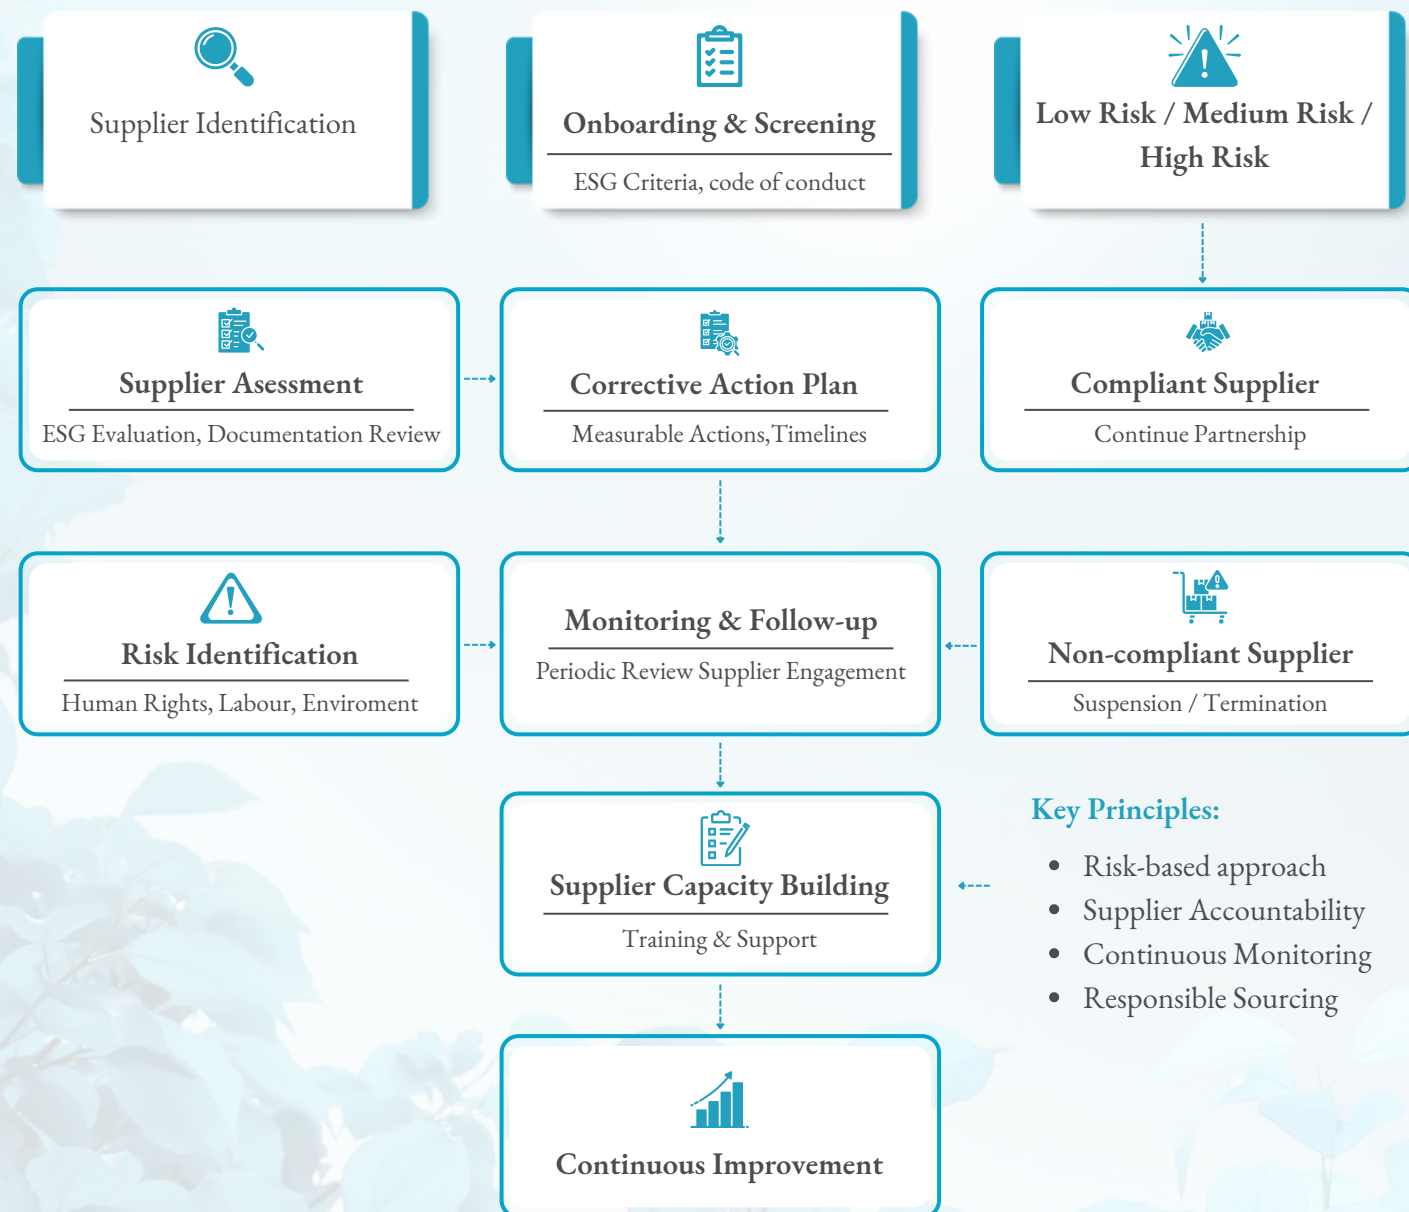 Supplier Identification
Onboarding & Screening
ESG Criteria, code of conduct
Low Risk / Medium Risk /
High Risk
Supplier Asessment
ESG Evaluation, Documentation Review
Corrective Action Plan
Measurable Actions,Timelines
Compliant Supplier
Continue Partnership
Risk Identification
Human Rights, Labour, Enviroment
Monitoring & Follow-up
Periodic Review Supplier Engagement
Non-compliant Supplier
Suspension / Termination
Supplier Capacity Building
Training & Support
Key Principles:
• Risk-based approach
• Supplier Accountability
• Continuous Monitoring
• Responsible Sourcing
Continuous Improvement